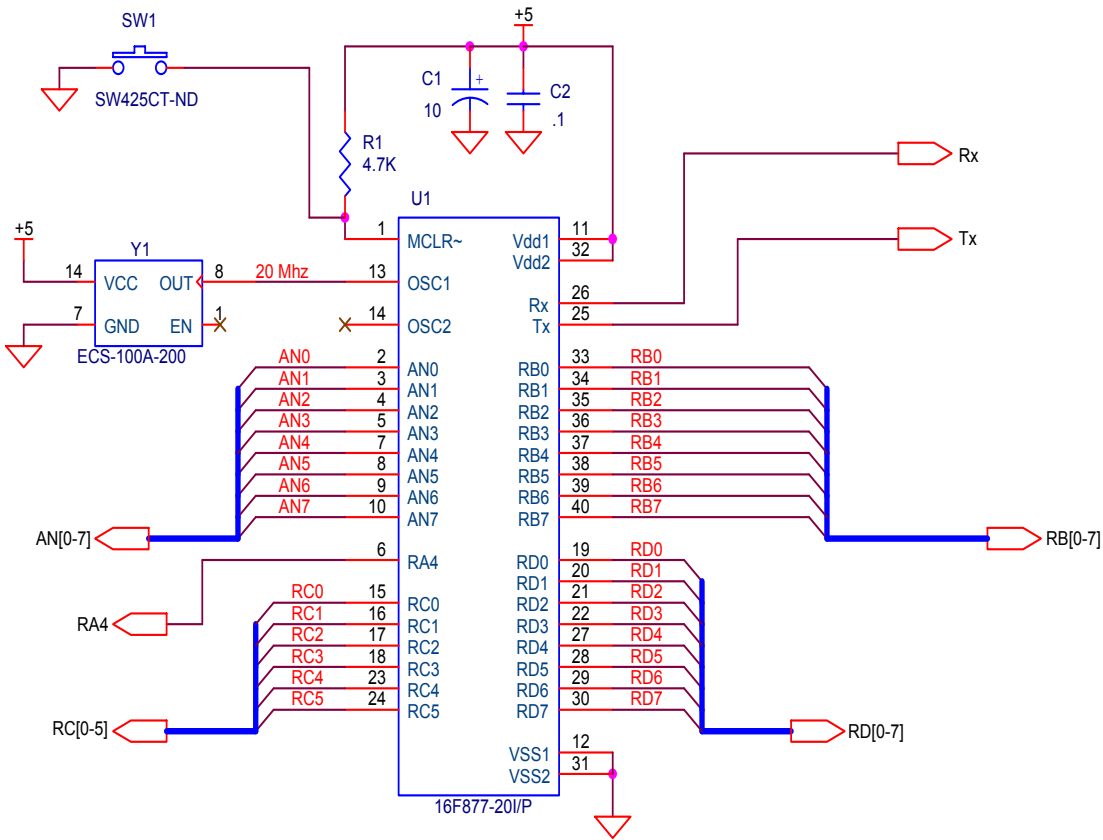 SW1
SW425CT-ND
+5
C1
+
10
C2
.1
R1
4.7K
Rx
Tx
U1
+5
Y1
14 VCC OUT 8 20 Mhz
7 GND EN 1
ECS-100A-200
1 MCLR~
13 OSC1
14 OSC2
AN0 2 AN0
AN1 3 AN1
AN2 4 AN2
AN3 5 AN3
AN4 7 AN4
AN5 8 AN5
AN6 9 AN6
AN7 10 AN7
AN[0-7]
6 RA4
RA4
RC0 15 RC0
RC1 16 RC1
RC2 17 RC2
RC3 18 RC3
RC4 23 RC4
RC5 24 RC5
RC[0-5]
Vdd1 11
Vdd2 32
Rx 26
Tx 25
RB0 33 RB0
RB1 34 RB1
RB2 35 RB2
RB3 36 RB3
RB4 37 RB4
RB5 38 RB5
RB6 39 RB6
RB7 40 RB7
RB[0-7]
RD0 19 RD0
RD1 20 RD1
RD2 21 RD2
RD3 22 RD3
RD4 27 RD4
RD5 28 RD5
RD6 29 RD6
RD7 30 RD7
RD[0-7]
VSS1 12
VSS2 31
16F877-20I/P